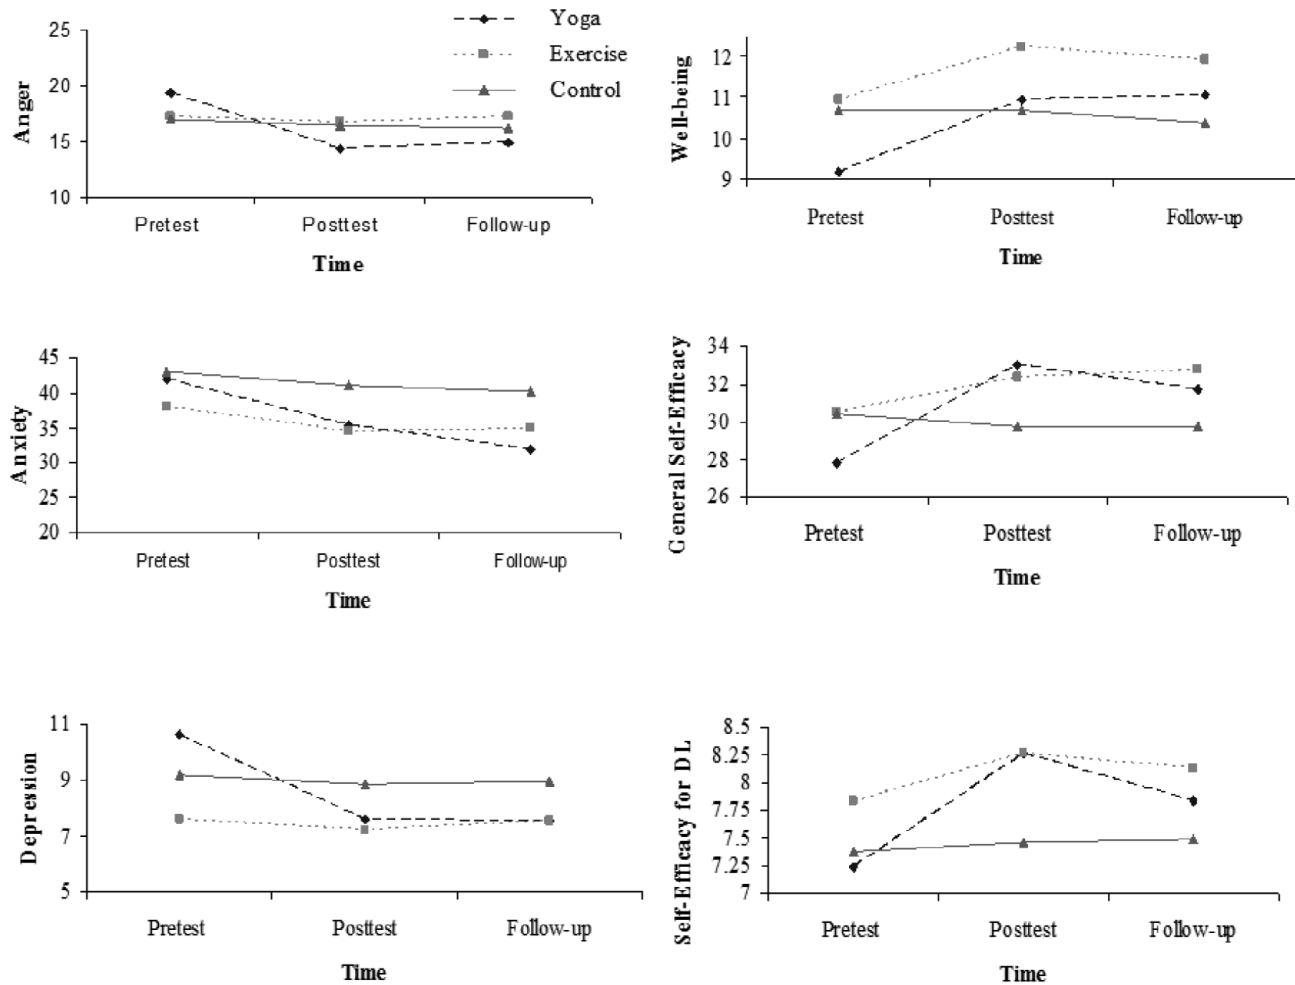 Yoga
Exercise
Control
25
20
15
10
Anger
Pretest Posttest Follow-up
Time
12
11
10
9
Well-being
Pretest Posttest Follow-up
Time
45
40
35
30
25
20
Anxiety
Pretest Posttest Follow-up
Time
34
32
30
28
26
General Self-Efficacy
Pretest Posttest Follow-up
Time
11
9
7
5
Depression
Pretest Posttest Follow-up
Time
8.5
8.25
8
7.75
7.5
7.25
7
Self-Efficacy for DL
Pretest Posttest Follow-up
Time